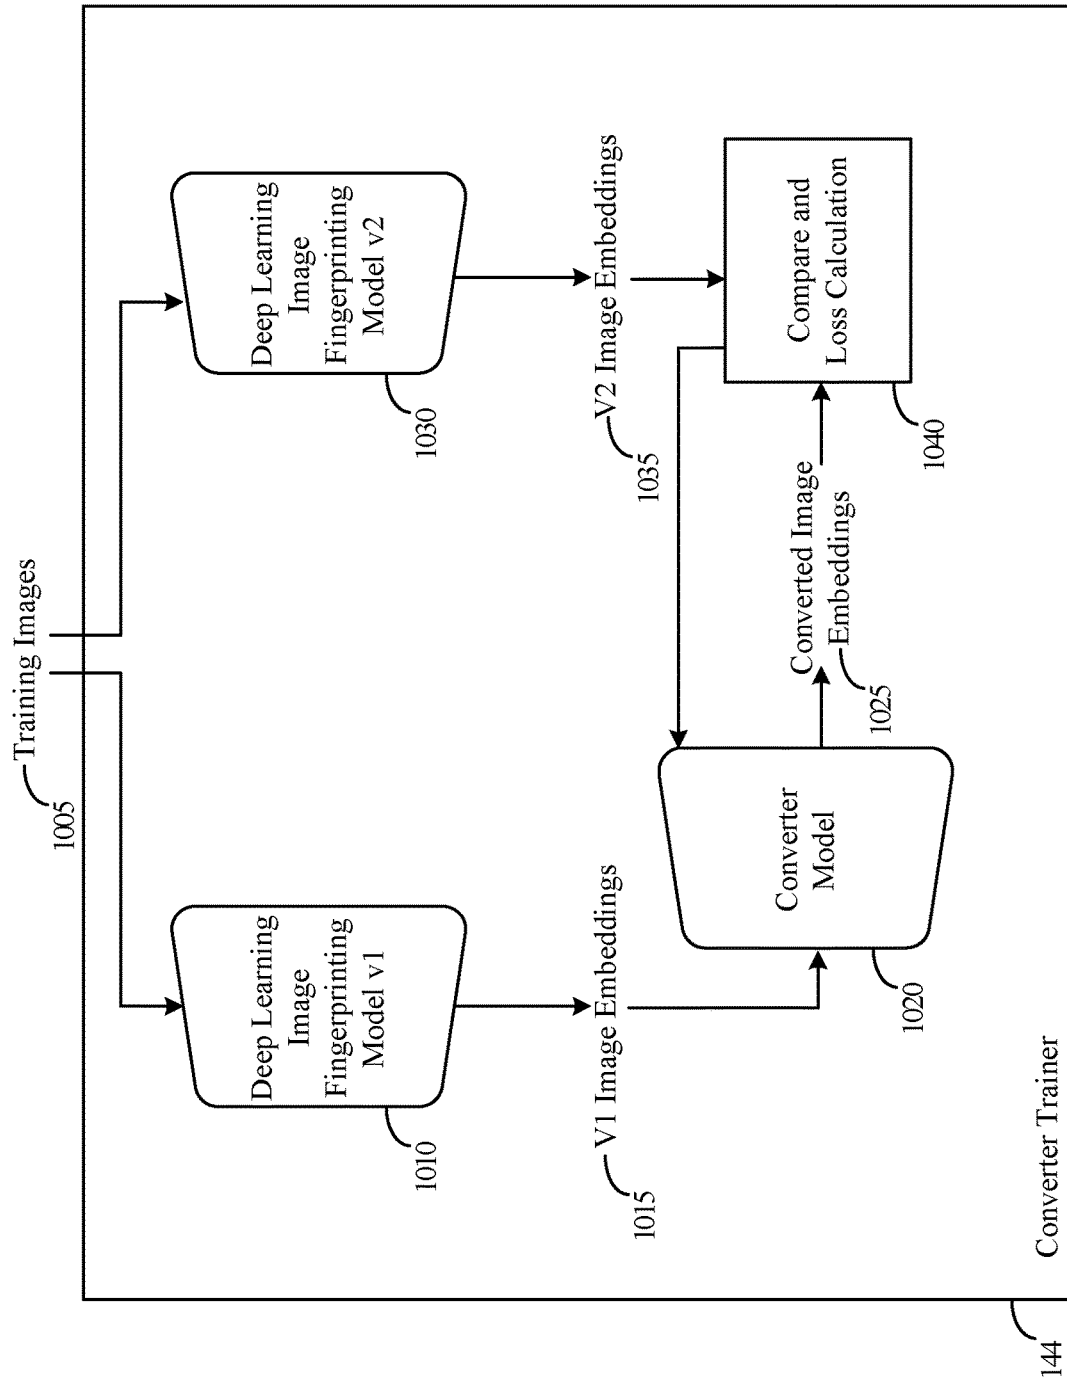 Training Images
1005
Deep Learning
Image
Fingerprinting
Model v1
1010
Deep Learning
Image
Fingerprinting
Model v2
1030
V1 Image Embeddings
1015
V2 Image Embeddings
1035
Converter
Model
1020
Converted Image
Embeddings
1025
Compare and
Loss Calculation
1040
Converter Trainer
144